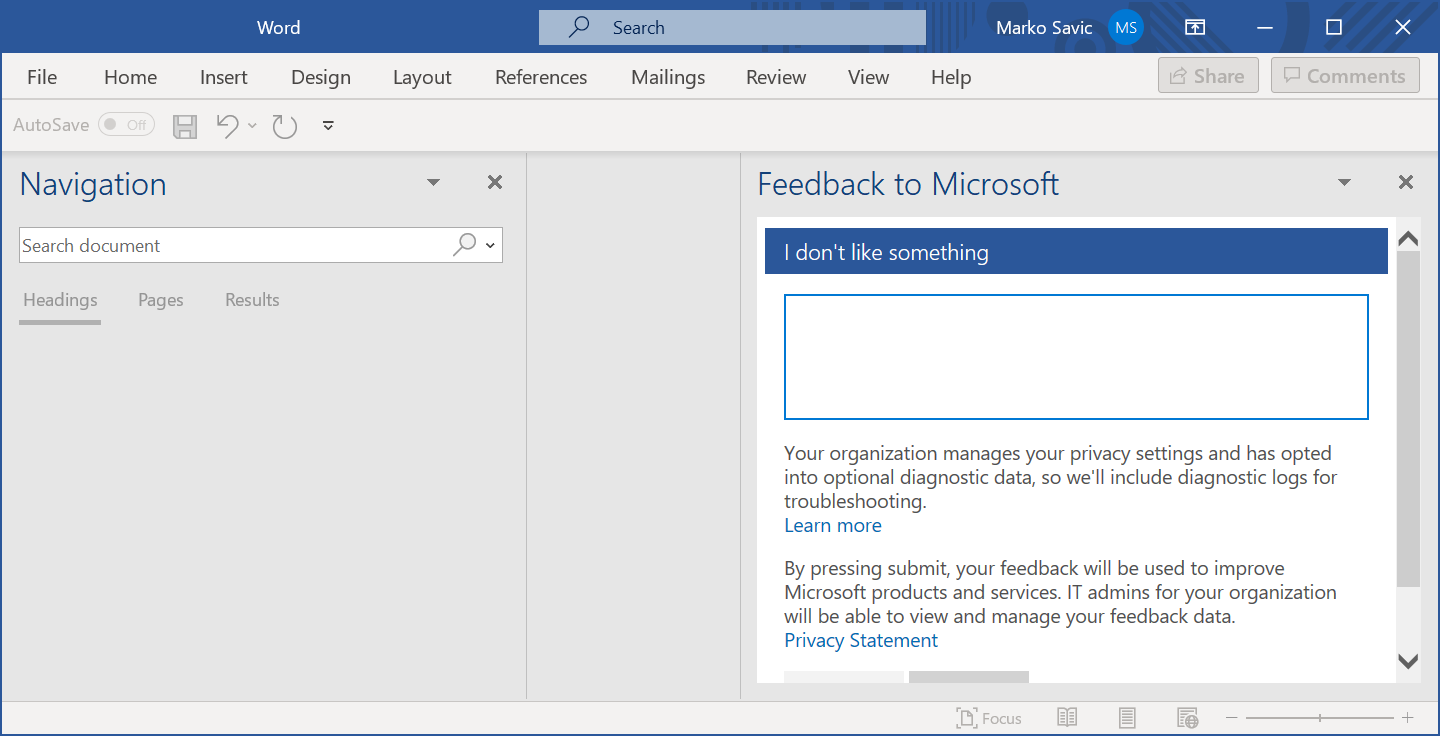 Word
Search
Marko Savic MS
File Home Insert Design Layout References Mailings Review View Help
Share Comments
AutoSave Off
Navigation
Search document
Headings Pages Results
Feedback to Microsoft
I don't like something
Your organization manages your privacy settings and has opted
into optional diagnostic data, so we'll include diagnostic logs for
troubleshooting.
Learn more
By pressing submit, your feedback will be used to improve
Microsoft products and services. IT admins for your organization
will be able to view and manage your feedback data.
Privacy Statement
Focus